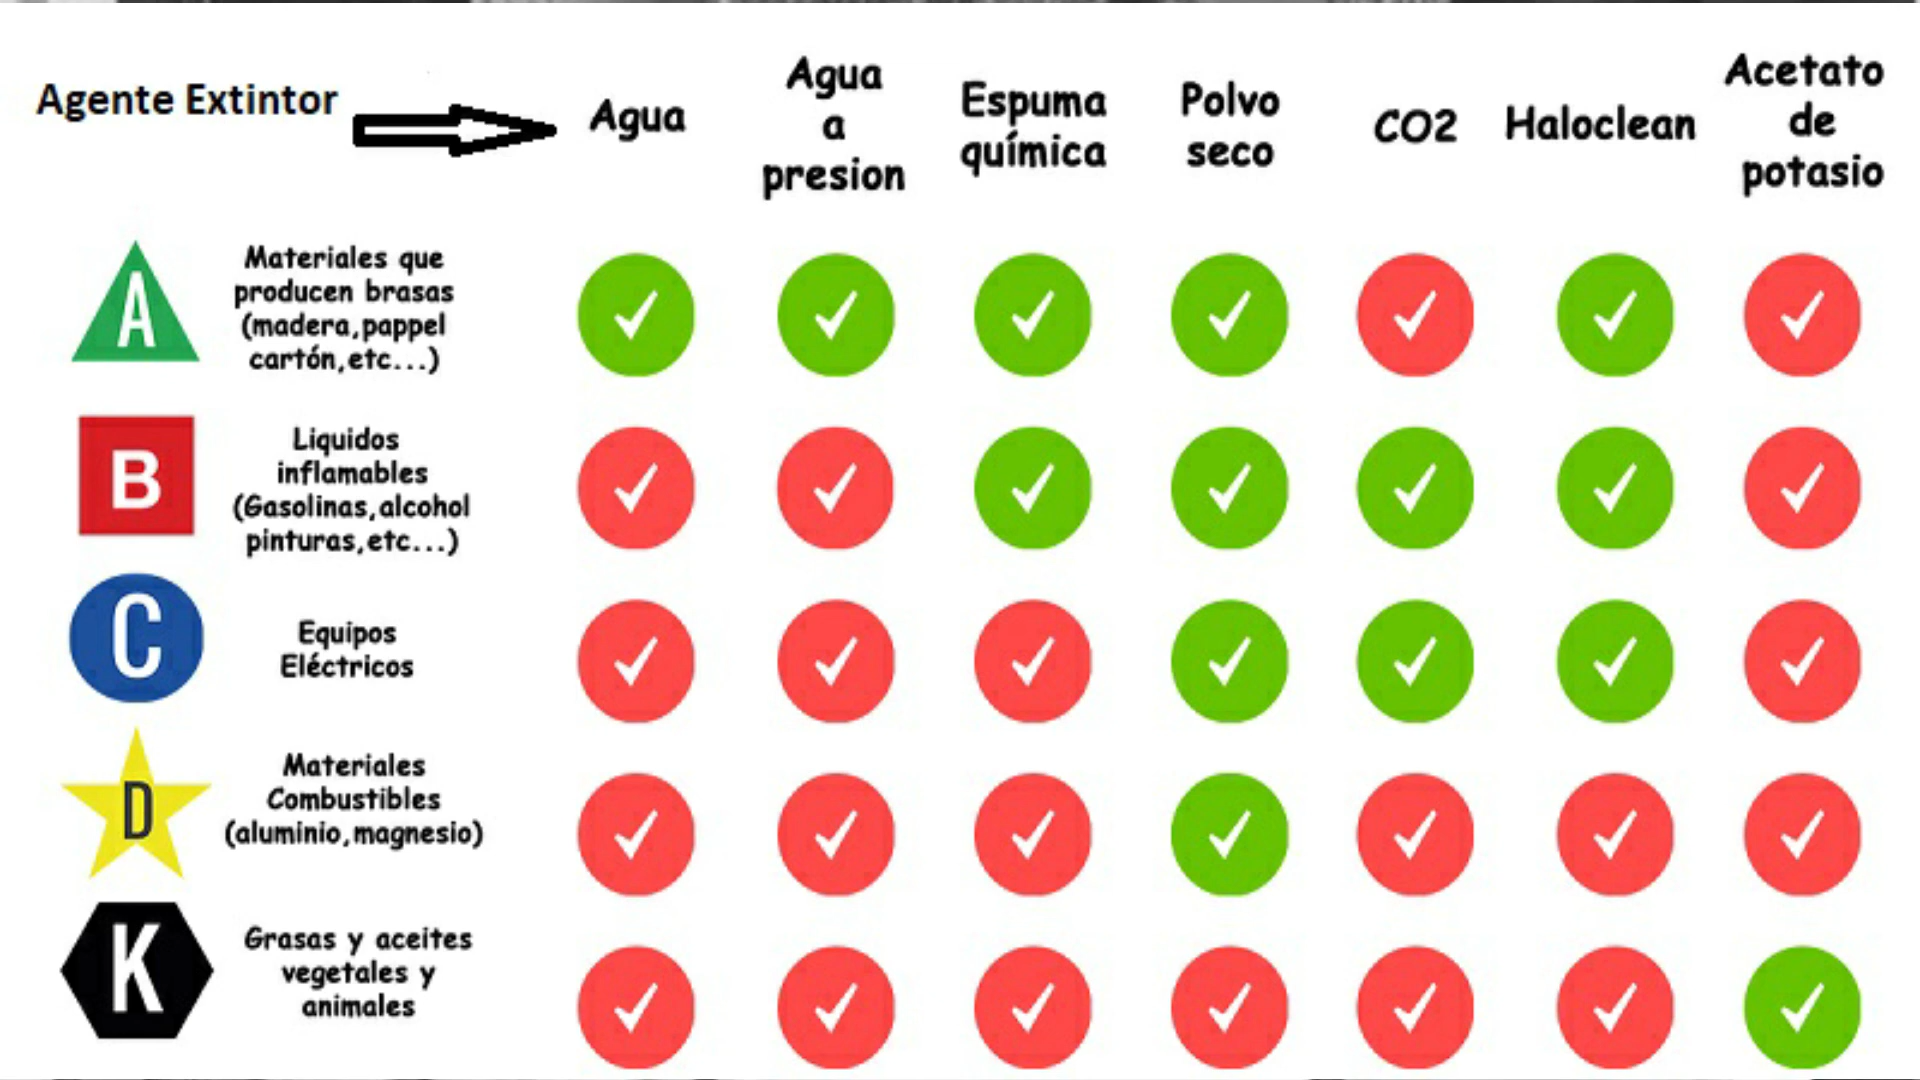 Agente Extintor
Agua
Agua
a
presion
Espuma
química
Polvo
seco
CO2
Haloclean
Acetato
de
potasio
A
Materiales que
producen brasas
(madera,pappel
cartón,etc...)
B
Liquidos
inflamables
(Gasolinas,alcohol
pinturas,etc...)
C
Equipos
Eléctricos
D
Materiales
Combustibles
(aluminio,magnesio)
K
Grasas y aceites
vegetales y
animales